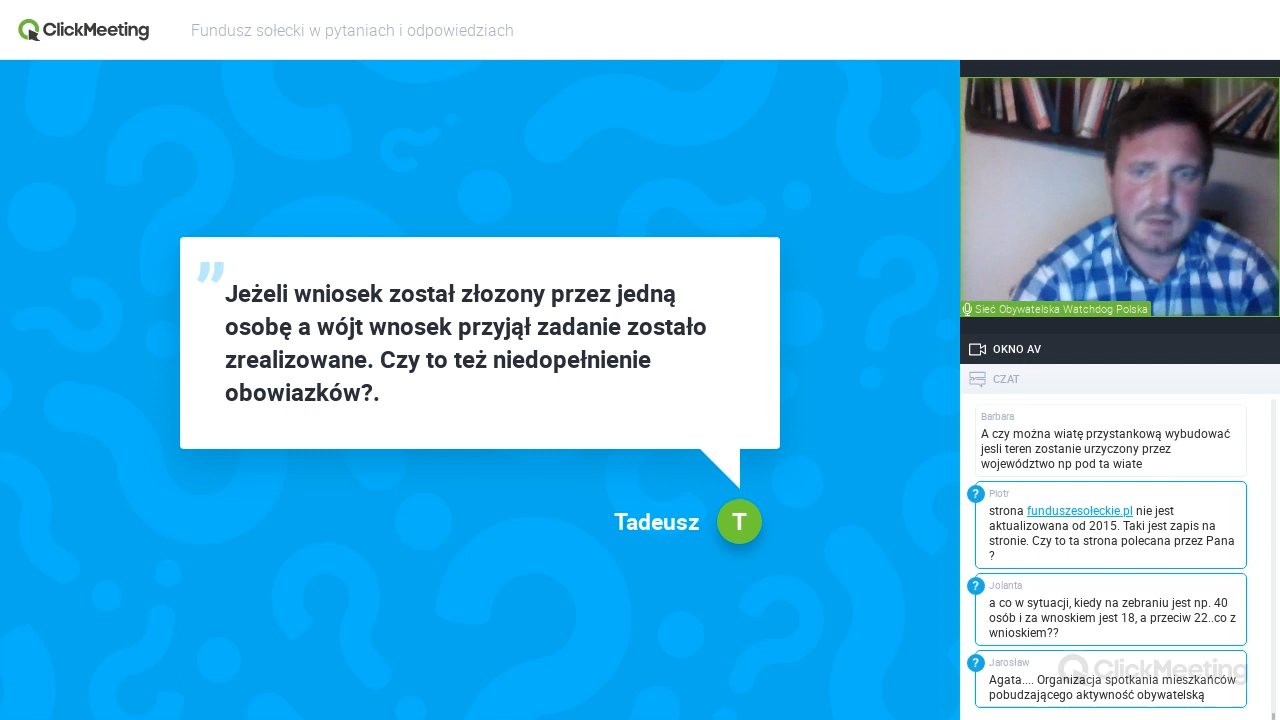 ClickMeeting
Fundusz sołecki w pytaniach i odpowiedziach
”
Jeżeli wniosek został złozony przez jedną
osobę a wójt wnosek przyjął zadanie zostało
zrealizowane. Czy to też niedopełnienie
obowiazków?.
Tadeusz
T
Sieć Obywatelska Watchdog Polska
OKNO AV
CZAT
Barbara
A czy można wiatę przystankową wybudować
jesli teren zostanie urzyczony przez
województwo np pod ta wiate
?
Piotr
strona funduszesołeckie.pl nie jest
aktualizowana od 2015. Taki jest zapis na
stronie. Czy to ta strona polecana przez Pana
?
?
Jolanta
a co w sytuacji, kiedy na zebraniu jest np. 40
osób i za wnoskiem jest 18, a przeciw 22..co z
wnioskiem??
?
Jarosław
Agata.... Organizacja spotkania mieszkańców
pobudzającego aktywność obywatelską
ClickMeeting